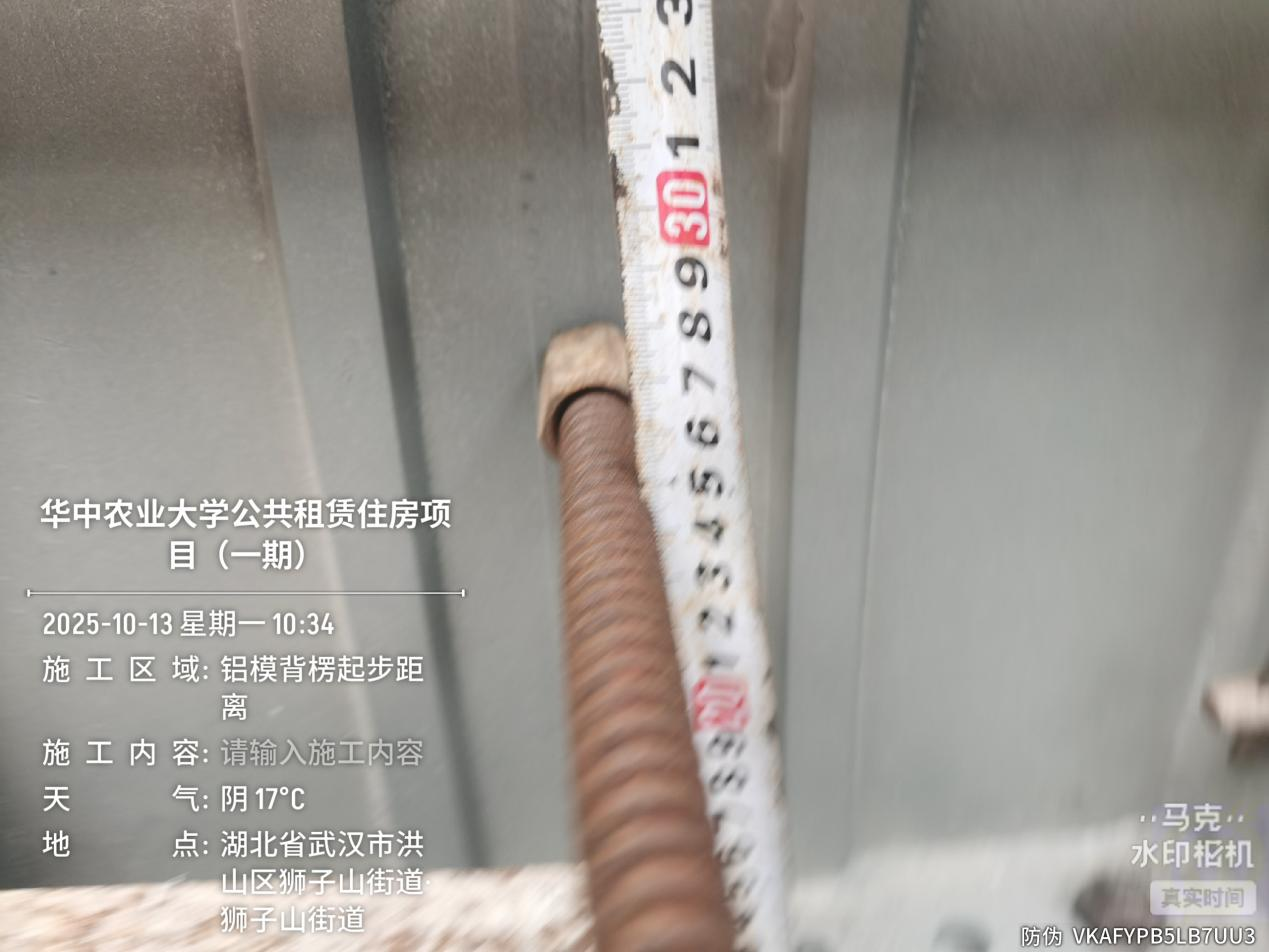 3
2
1
30
9
8
7
6
5
4
3
2
1
20
9
8
7
华中农业大学公共租赁住房项
目（一期）
2025-10-13 星期一 10:34
施工区域：铝模背楞起步距
离
施工内容：请输入施工内容
天气：阴 17°C
地点：湖北省武汉市洪
山区狮子山街道·
狮子山街道
马克
水印相机
真实时间
防伪 VKAFYPB5LB7UU3